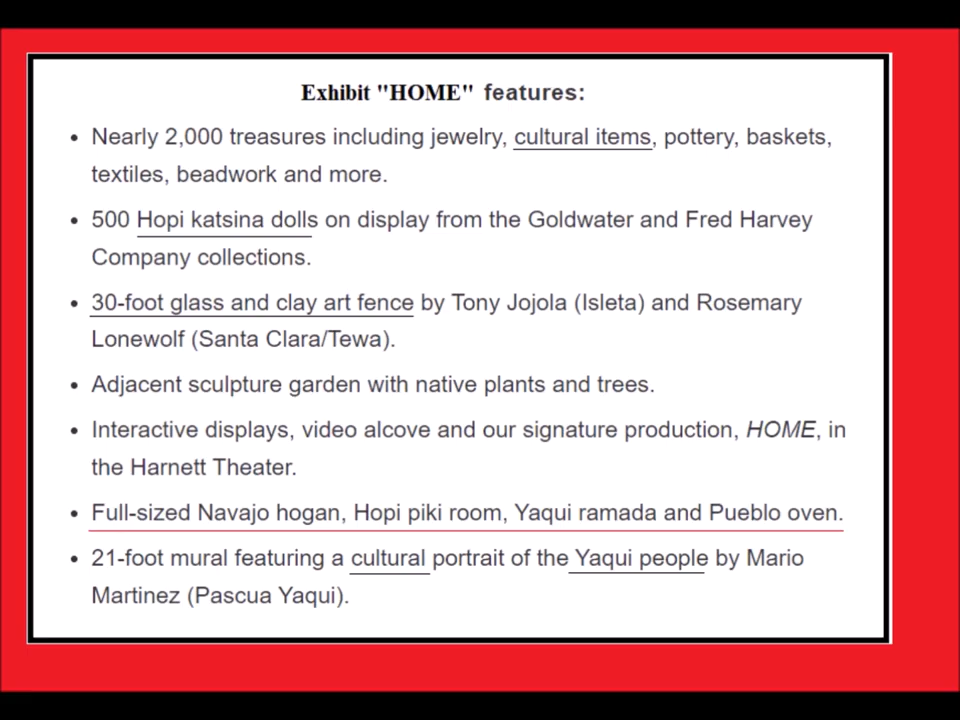 Exhibit "HOME" features:
• Nearly 2,000 treasures including jewelry, cultural items, pottery, baskets,
textiles, beadwork and more.
• 500 Hopi katsina dolls on display from the Goldwater and Fred Harvey
Company collections.
• 30-foot glass and clay art fence by Tony Jojola (Isleta) and Rosemary
Lonewolf (Santa Clara/Tewa).
• Adjacent sculpture garden with native plants and trees.
• Interactive displays, video alcove and our signature production, HOME, in
the Harnett Theater.
• Full-sized Navajo hogan, Hopi piki room, Yaqui ramada and Pueblo oven.
• 21-foot mural featuring a cultural portrait of the Yaqui people by Mario
Martinez (Pascua Yaqui).